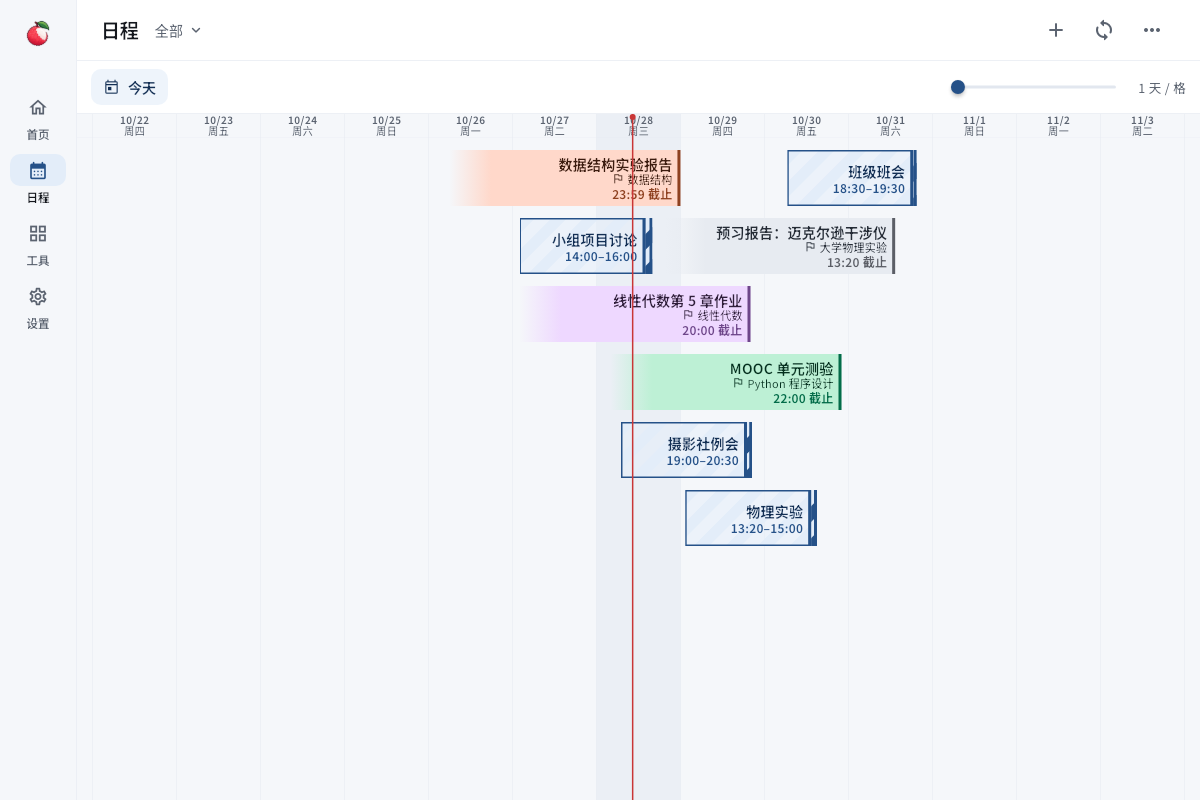 日程 全部
首页
日程
工具
设置
今天
1 天 / 格
10/22 10/23 10/24 10/25 10/26 10/27 10/28 10/29 10/30 10/31 11/1 11/2 11/3
周四 周五 周六 周日 周一 周二 周三 周四 周五 周六 周日 周一 周二
数据结构实验报告
数据结构
23:59 截止
班级班会
18:30–19:30
小组项目讨论
14:00–16:00
预习报告：迈克尔逊干涉仪
大学物理实验
13:20 截止
线性代数第 5 章作业
线性代数
20:00 截止
MOOC 单元测验
Python 程序设计
22:00 截止
摄影社例会
19:00–20:30
物理实验
13:20–15:00